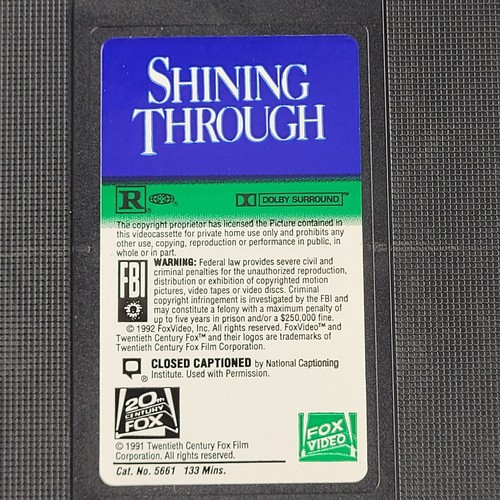 SHINING
THROUGH
R ®
DOLBY SURROUND™
The copyright proprietor has licensed the Picture contained in
this videocassette for private home use only and prohibits any
other use, copying, reproduction or performance in public, in
whole or in part.
FBI
WARNING: Federal law provides severe civil and
criminal penalties for the unauthorized reproduction,
distribution or exhibition of copyrighted motion
pictures, video tapes or video discs. Criminal
copyright infringement is investigated by the FBI and
may constitute a felony with a maximum penalty of
up to five years in prison and/or a $250,000 fine.
© 1992 FoxVideo, Inc. All rights reserved. FoxVideo™ and
Twentieth Century Fox™ and their logos are trademarks of
Twentieth Century Fox Film Corporation.
® CLOSED CAPTIONED by National Captioning
Institute. Used with Permission.
20th
CENTURY
FOX
FOX
VIDEO
© 1991 Twentieth Century Fox Film
Corporation. All rights reserved.
Cat. No. 5661 133 Mins.